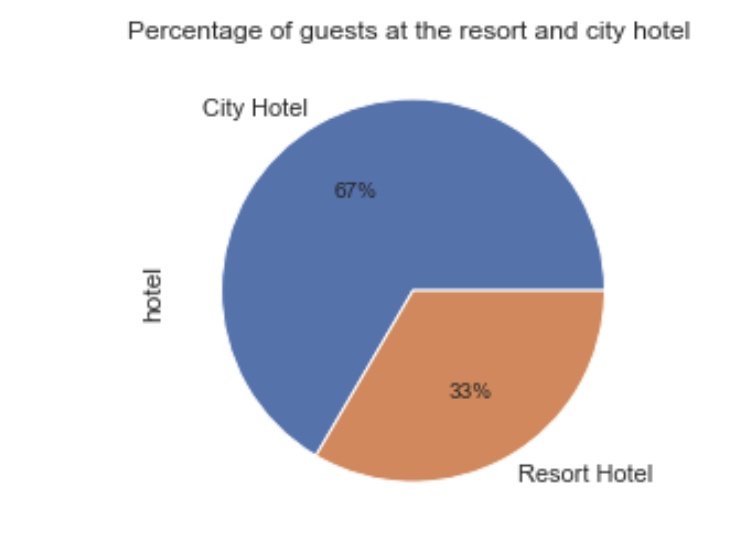 Percentage of guests at the resort and city hotel
City Hotel
67%
hotel
33%
Resort Hotel